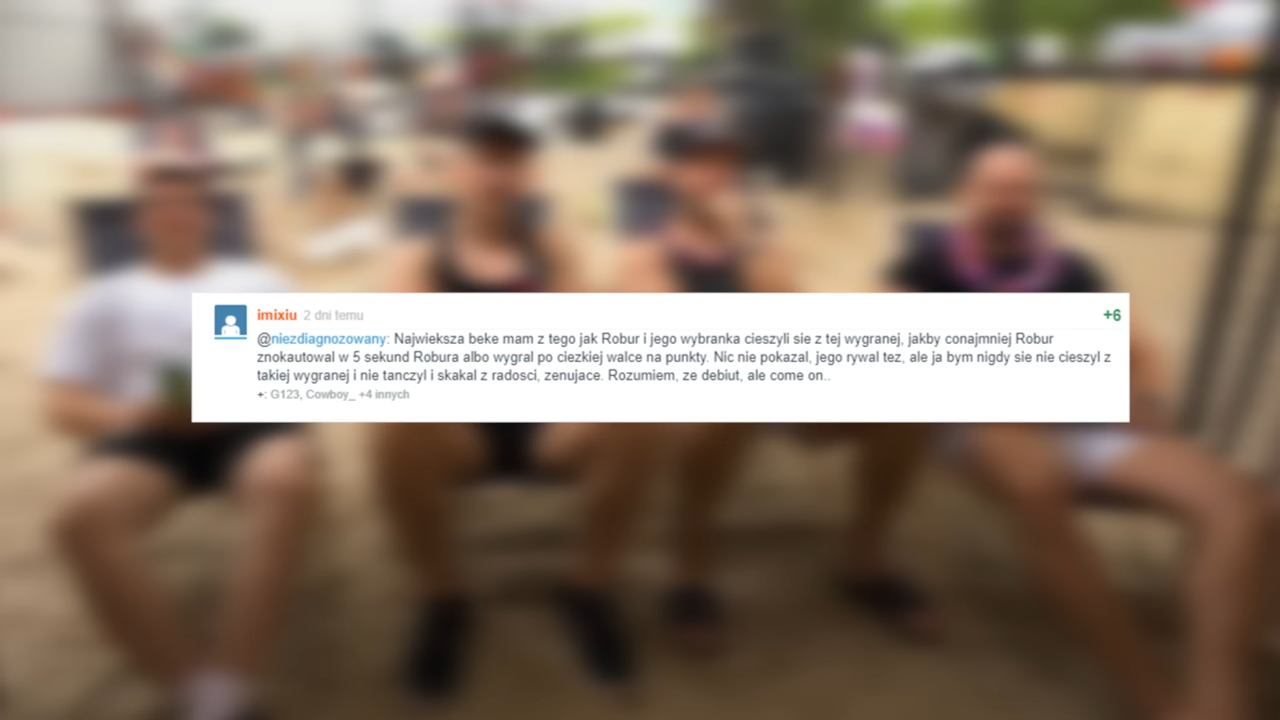 imixiu 2 dni temu +6
@niezdiagnozowany: Najwieksza beke mam z tego jak Robur i jego wybranka cieszyli sie z tej wygranej, jakby conajmniej Robur
znokautowal w 5 sekund Robura albo wygral po ciezkiej walce na punkty. Nic nie pokazal, jego rywal tez, ale ja bym nigdy sie nie cieszyl z
takiej wygranej i nie tanczyl i skakal z radosci, zenujace. Rozumiem, ze debiut, ale come on..
+: G123, Cowboy_ +4 innych